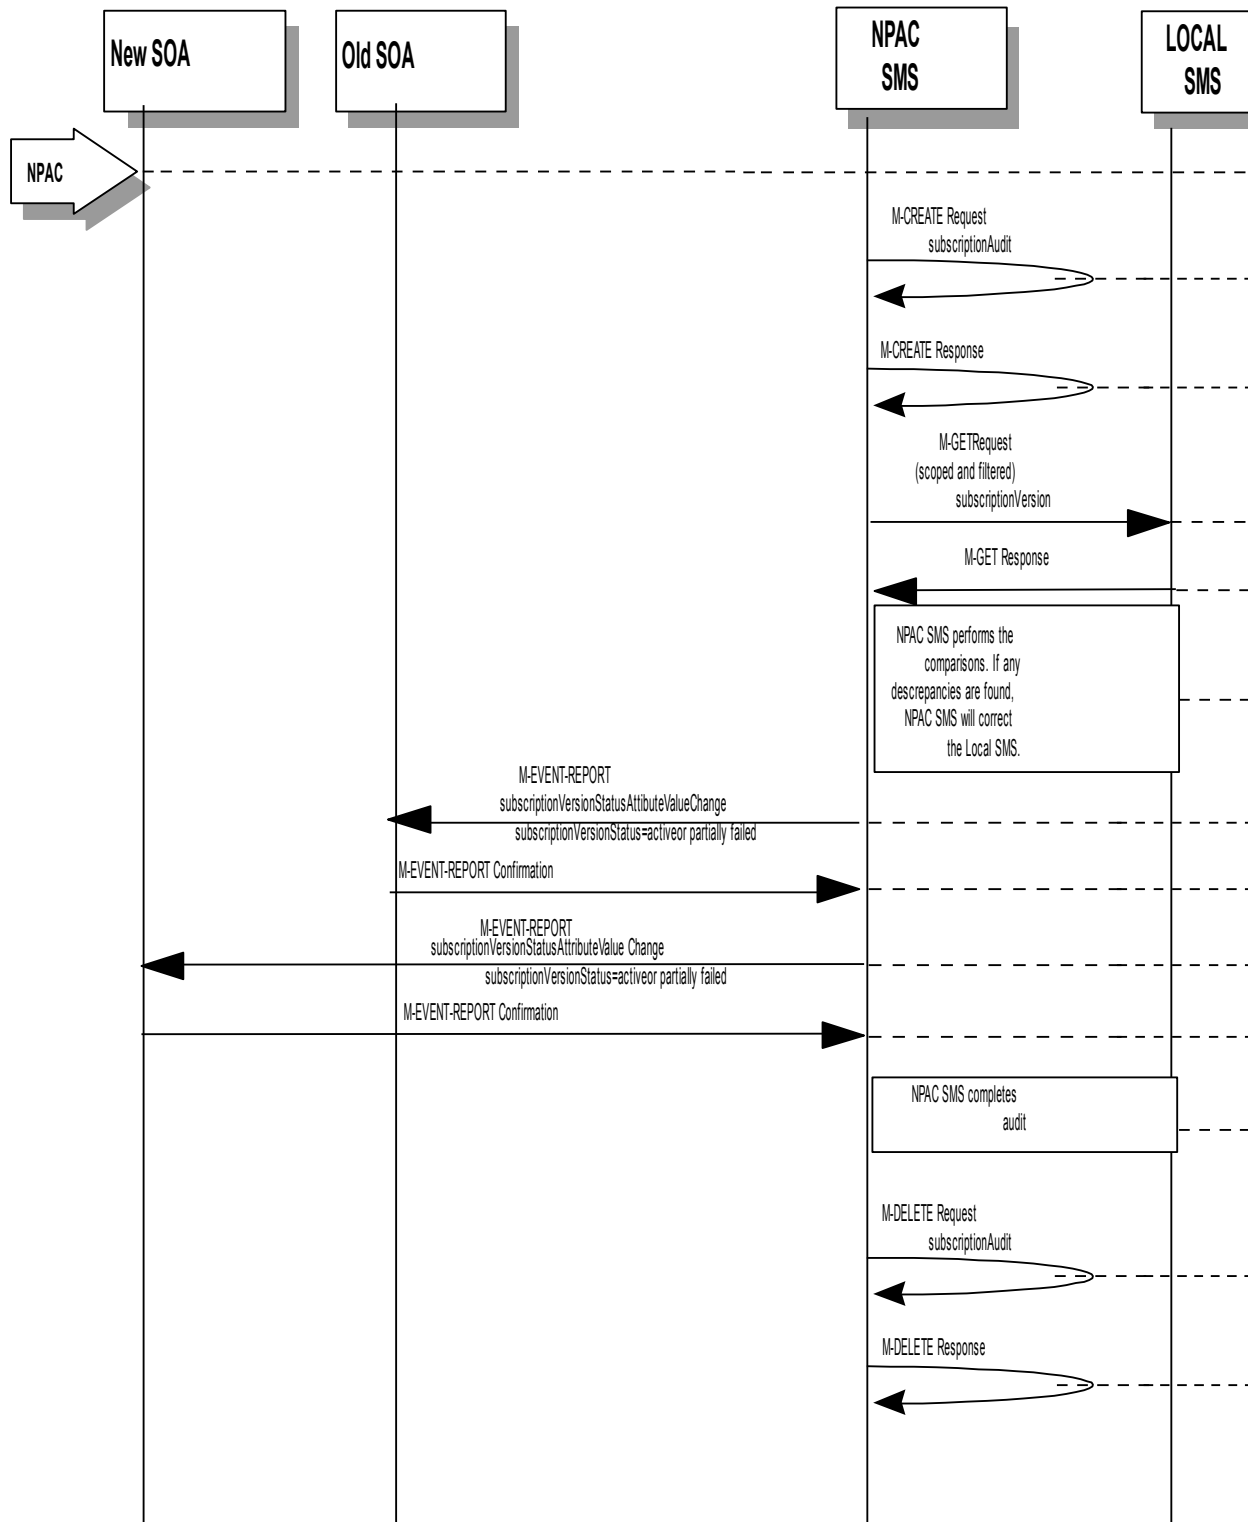 New SOA
Old SOA
NPAC
SMS
LOCAL
SMS
NPAC
M-CREATE Request
subscriptionAudit
M-CREATE Response
M-GETRequest
(scoped and filtered)
subscriptionVersion
M-GET Response
NPAC SMS performs the
comparisons. If any
descrepancies are found,
NPAC SMS will correct
the Local SMS.
M-EVENT-REPORT
subscriptionVersionStatusAttibuteValueChange
subscriptionVersionStatus=activeor partially failed
M-EVENT-REPORT Confirmation
M-EVENT-REPORT
subscriptionVersionStatusAttributeValue Change
subscriptionVersionStatus=activeor partially failed
M-EVENT-REPORT Confirmation
NPAC SMS completes
audit
M-DELETE Request
subscriptionAudit
M-DELETE Response